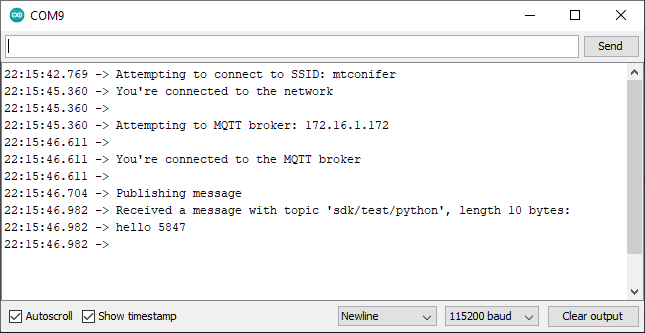 COM9
Send
22:15:42.769 -> Attempting to connect to SSID: mtconifer
22:15:45.360 -> You're connected to the network
22:15:45.360 ->
22:15:45.360 -> Attempting to MQTT broker: 172.16.1.172
22:15:46.611 ->
22:15:46.611 -> You're connected to the MQTT broker
22:15:46.611 ->
22:15:46.704 -> Publishing message
22:15:46.982 -> Received a message with topic 'sdk/test/python', length 10 bytes:
22:15:46.982 -> hello 5847
22:15:46.982 ->
Autoscroll Show timestamp Newline 115200 baud Clear output